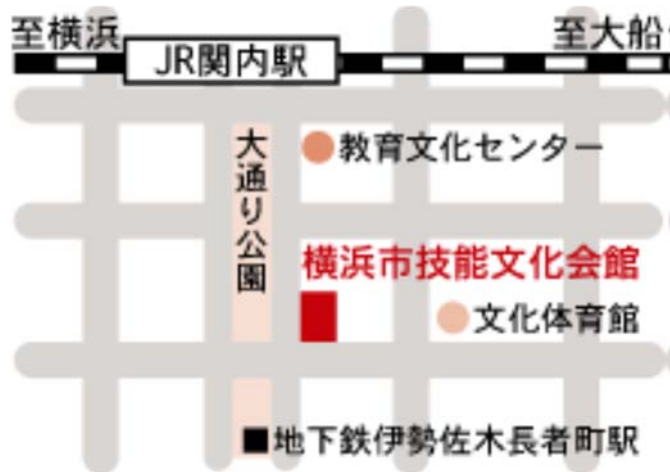 至横浜
至大船
JR関内駅
大通り公園
教育文化センター
横浜市技能文化会館
文化体育館
地下鉄伊勢佐木長者町駅